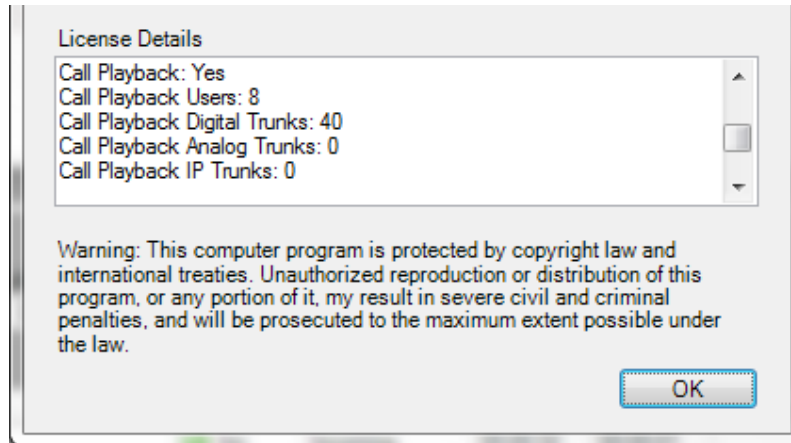 License Details
Call Playback: Yes
Call Playback Users: 8
Call Playback Digital Trunks: 40
Call Playback Analog Trunks: 0
Call Playback IP Trunks: 0
Warning: This computer program is protected by copyright law and
international treaties. Unauthorized reproduction or distribution of this
program, or any portion of it, my result in severe civil and criminal
penalties, and will be prosecuted to the maximum extent possible under
the law.
OK